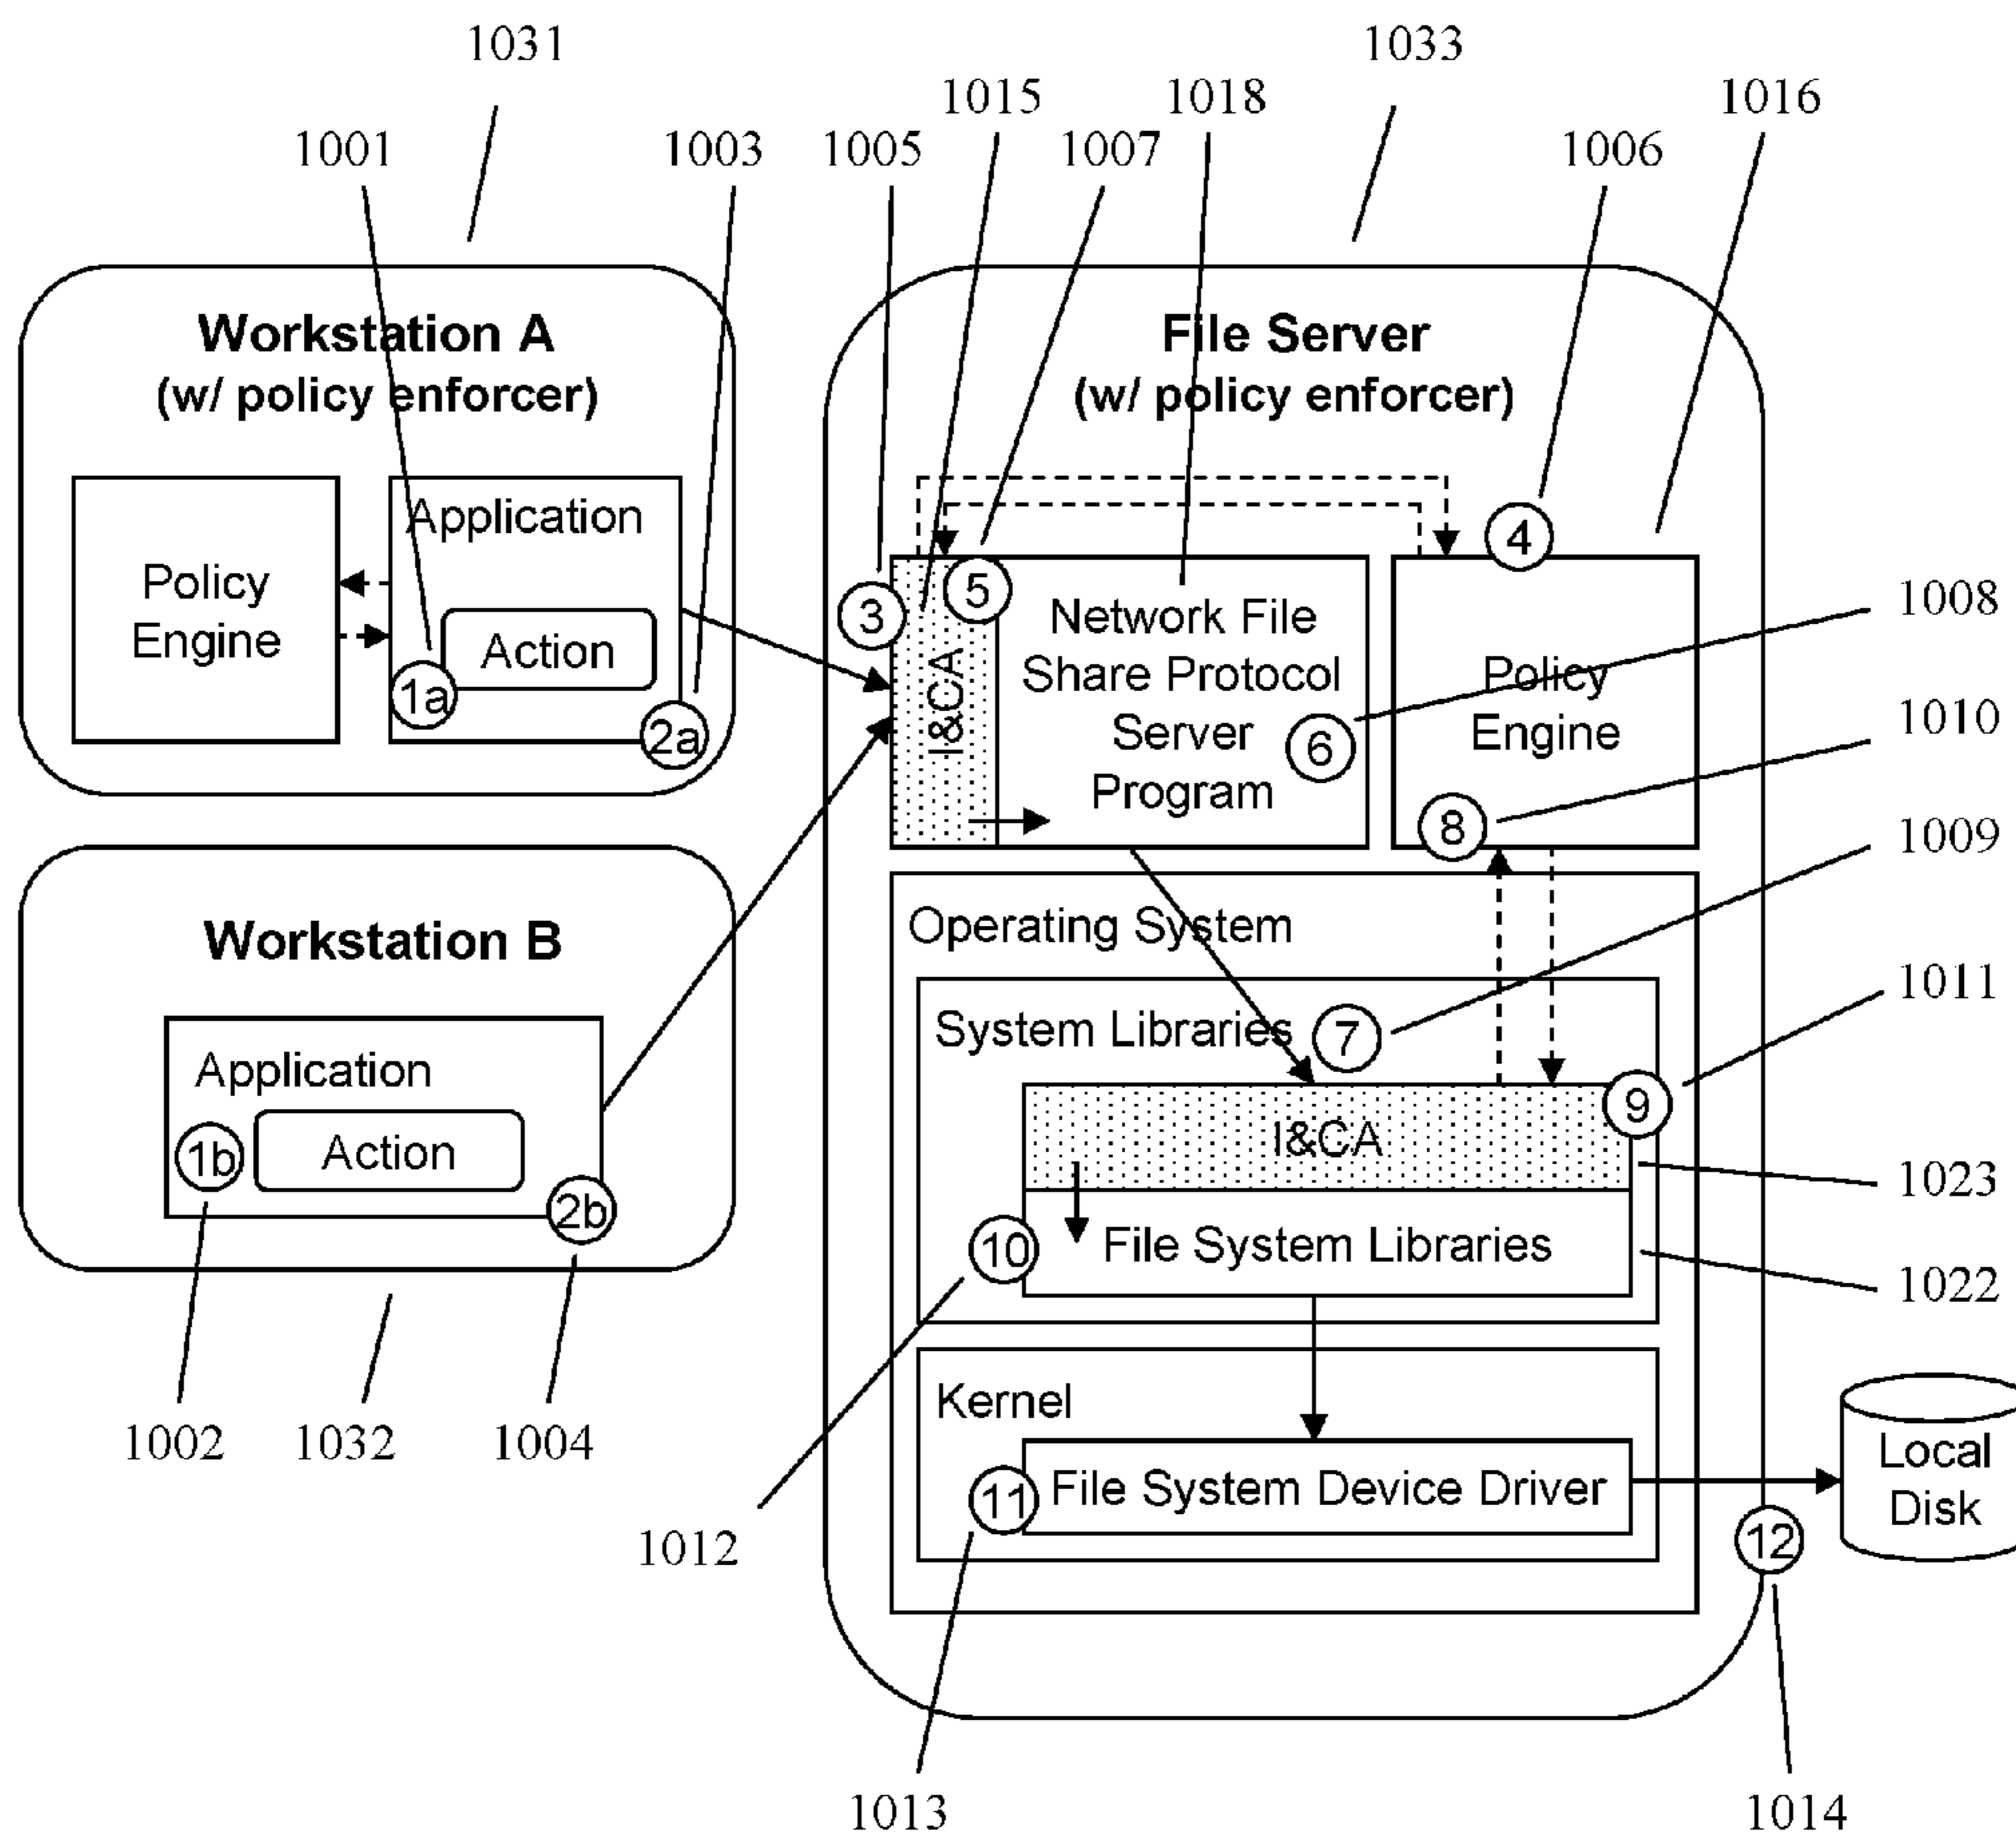 1031
1033
1015
1018
1016
1001
1003
1005
1007
1006
Workstation A
(w/ policy enforcer)
File Server
(w/ policy enforcer)
Application
Policy
Engine
Action
1a
2a
3
I&CA
5
4
Network File
Share Protocol
Server
Program
6
Policy
Engine
8
1008
1010
1009
Workstation B
Application
1b
Action
2b
1002
1032
1004
Operating System
System Libraries
7
1011
I&CA
9
1023
10
File System Libraries
1022
Kernel
11
File System Device Driver
Local
Disk
12
1012
1013
1014